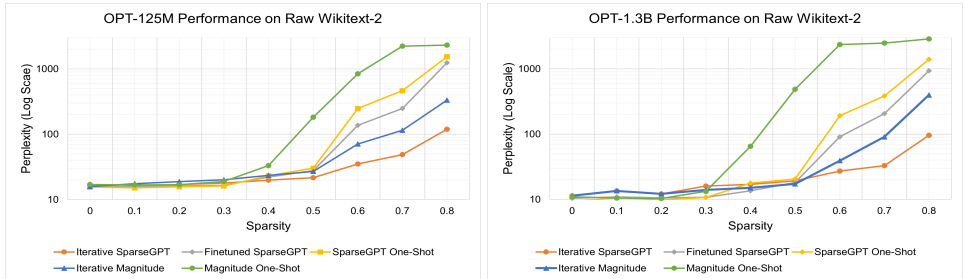 OPT-125M Performance on Raw Wikitext-2
Perplexity (Log Scae)
1000
100
10
0 0.1 0.2 0.3 0.4 0.5 0.6 0.7 0.8
Sparsity
Iterative SparseGPT Finetuned SparseGPT SparseGPT One-Shot
Iterative Magnitude Magnitude One-Shot
OPT-1.3B Performance on Raw Wikitext-2
Perplexity (Log Scale)
1000
100
10
0 0.1 0.2 0.3 0.4 0.5 0.6 0.7 0.8
Sparsity
Iterative SparseGPT Finetuned SparseGPT SparseGPT One-Shot
Iterative Magnitude Magnitude One-Shot